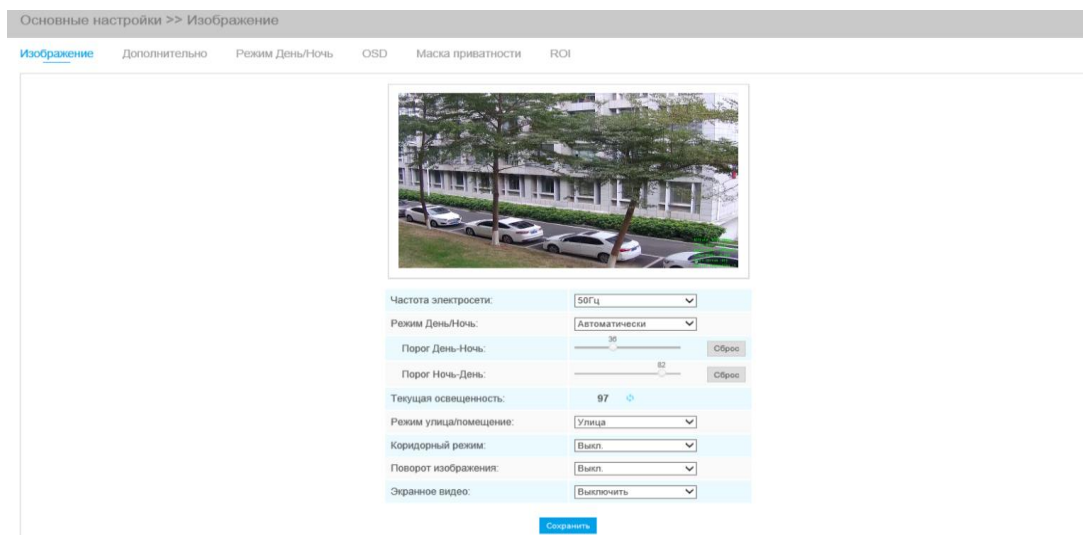 Основные настройки >> Изображение
Изображение Дополнительно Режим День/Ночь OSD Маска приватности ROI
Частота электросети: 50Гц
Режим День/Ночь: Автоматически
Порог День-Ночь: 36 Сброс
Порог Ночь-День: 82 Сброс
Текущая освещенность: 97
Режим улица/помещение: Улица
Коридорный режим: Выкл.
Поворот изображения: Выкл.
Экранное видео: Выключить
Сохранить